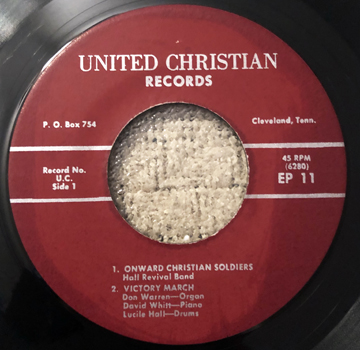 UNITED CHRISTIAN
RECORDS
P. O. Box 754
Cleveland, Tenn.
Record No.
U.C.
Side 1
45 RPM
(6280)
EP 11
1. ONWARD CHRISTIAN SOLDIERS
Hall Revival Band
2. VICTORY MARCH
Don Warren—Organ
David Whitt—Piano
Lucile Hall—Drums